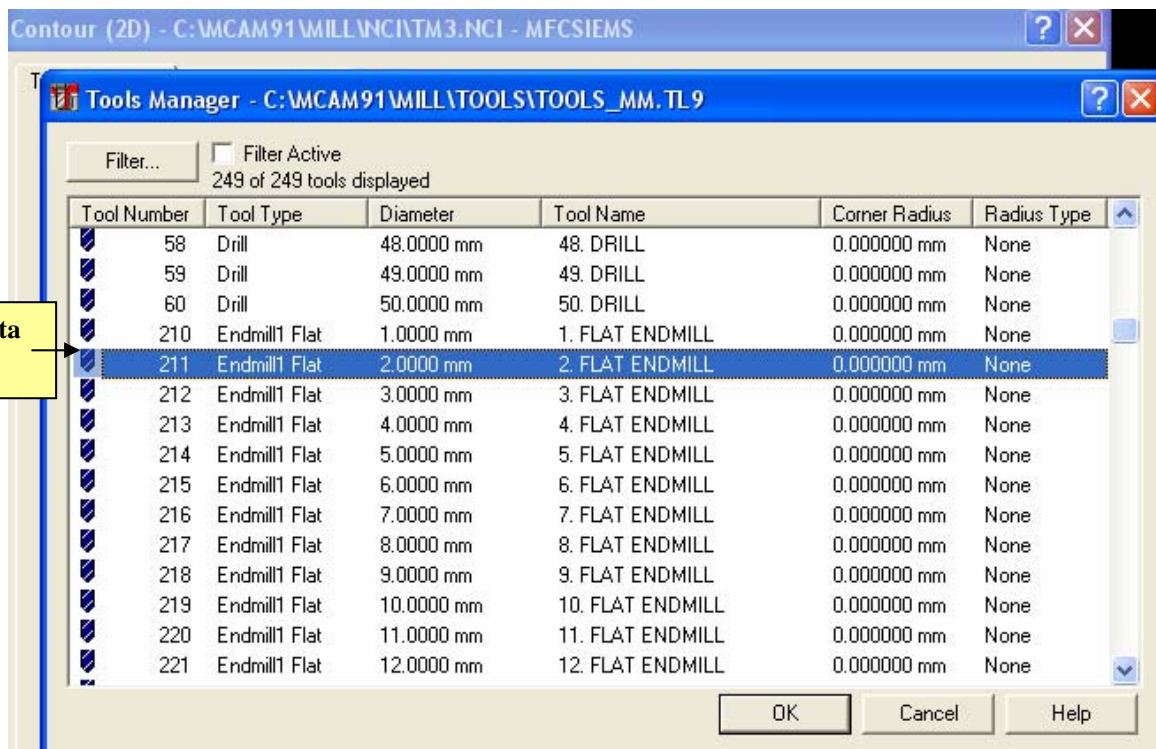 Contour (2D) - C:\MCAM91\MILL\NCI\TM3.NCI - MFCSIEMS
Tools Manager - C:\MCAM91\MILL\TOOLS\TOOLS_MM.TL9
Filter...
Filter Active
249 of 249 tools displayed
Tool Number Tool Type Diameter Tool Name Corner Radius Radius Type
58 Drill 48.0000 mm 48. DRILL 0.000000 mm None
59 Drill 49.0000 mm 49. DRILL 0.000000 mm None
60 Drill 50.0000 mm 50. DRILL 0.000000 mm None
210 Endmill1 Flat 1.0000 mm 1. FLAT ENDMILL 0.000000 mm None
211 Endmill1 Flat 2.0000 mm 2. FLAT ENDMILL 0.000000 mm None
212 Endmill1 Flat 3.0000 mm 3. FLAT ENDMILL 0.000000 mm None
213 Endmill1 Flat 4.0000 mm 4. FLAT ENDMILL 0.000000 mm None
214 Endmill1 Flat 5.0000 mm 5. FLAT ENDMILL 0.000000 mm None
215 Endmill1 Flat 6.0000 mm 6. FLAT ENDMILL 0.000000 mm None
216 Endmill1 Flat 7.0000 mm 7. FLAT ENDMILL 0.000000 mm None
217 Endmill1 Flat 8.0000 mm 8. FLAT ENDMILL 0.000000 mm None
218 Endmill1 Flat 9.0000 mm 9. FLAT ENDMILL 0.000000 mm None
219 Endmill1 Flat 10.0000 mm 10. FLAT ENDMILL 0.000000 mm None
220 Endmill1 Flat 11.0000 mm 11. FLAT ENDMILL 0.000000 mm None
221 Endmill1 Flat 12.0000 mm 12. FLAT ENDMILL 0.000000 mm None
OK Cancel Help